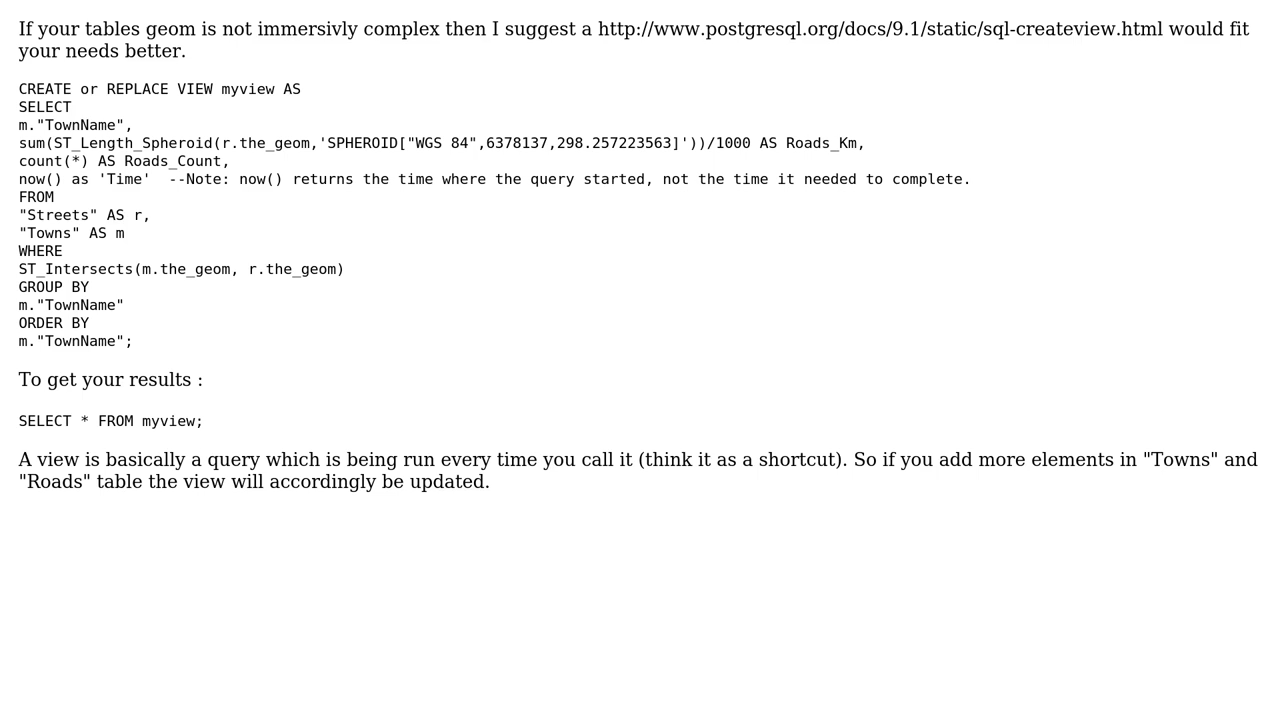 If your tables geom is not immersivly complex then I suggest a http://www.postgresql.org/docs/9.1/static/sql-createview.html would fit
your needs better.
CREATE or REPLACE VIEW myview AS
SELECT
m."TownName",
sum(ST_Length_Spheroid(r.the_geom,'SPHEROID["WGS 84",6378137,298.257223563]'))/1000 AS Roads_Km,
count(*) AS Roads_Count,
now() as 'Time'  --Note: now() returns the time where the query started, not the time it needed to complete.
FROM
"Streets" AS r,
"Towns" AS m
WHERE
ST_Intersects(m.the_geom, r.the_geom)
GROUP BY
m."TownName"
ORDER BY
m."TownName";
To get your results :
SELECT * FROM myview;
A view is basically a query which is being run every time you call it (think it as a shortcut). So if you add more elements in "Towns" and
"Roads" table the view will accordingly be updated.